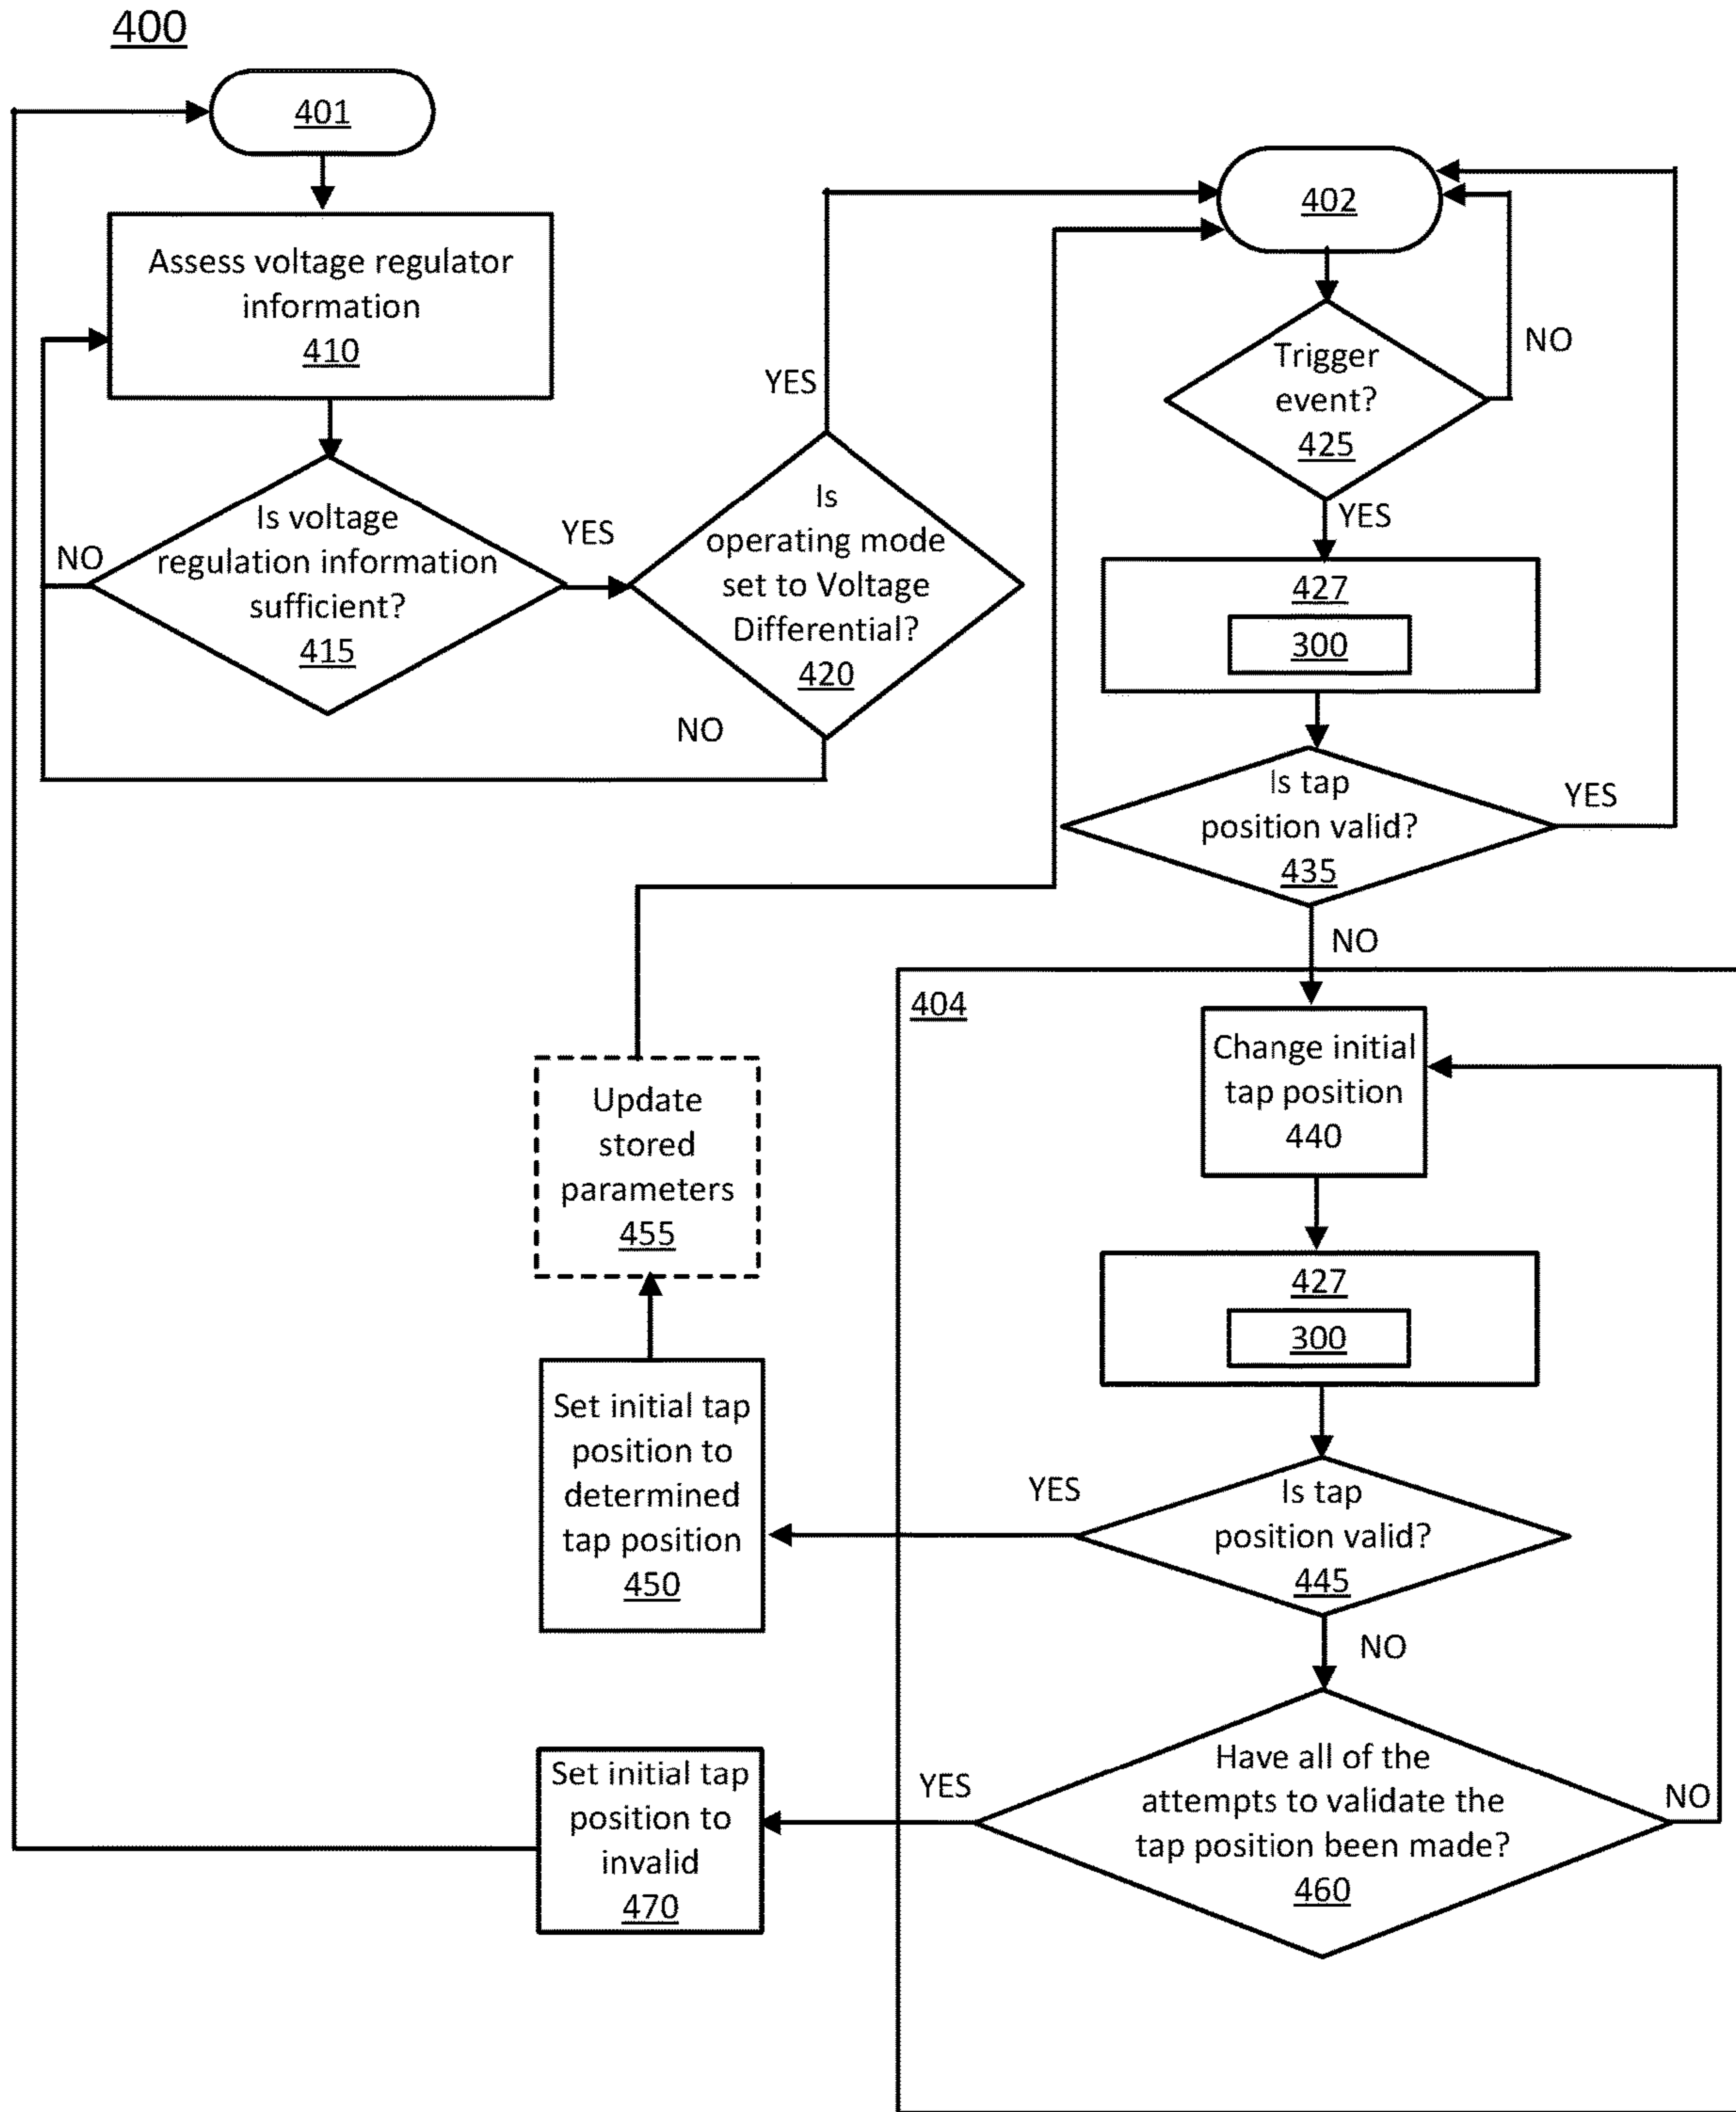 400
401
Assess voltage regulator
information
410
Is voltage
regulation information
sufficient?
415
NO
YES
Is
operating mode
set to Voltage
Differential?
420
YES
NO
402
Trigger
event?
425
NO
YES
427
300
Is tap
position valid?
435
YES
NO
404
Change initial
tap position
440
427
300
Is tap
position valid?
445
YES
NO
Update
stored
parameters
455
Set initial tap
position to
determined
tap position
450
Have all of the
attempts to validate the
tap position been made?
460
YES
NO
Set initial tap
position to
invalid
470